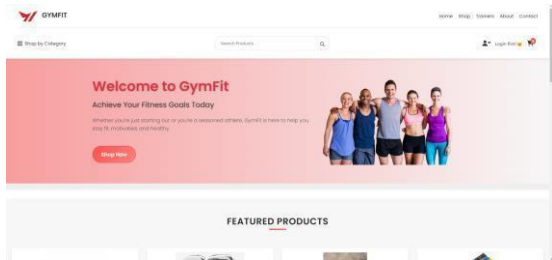 GYMFIT
Home Shop Trainers About Contact
Shop by Category
Search Products
Welcome to GymFit
Achieve Your Fitness Goals Today
Whether you're just starting out or you're a seasoned athlete, GymFit is here to help you
stay fit, motivated, and healthy.
Shop Now
FEATURED PRODUCTS